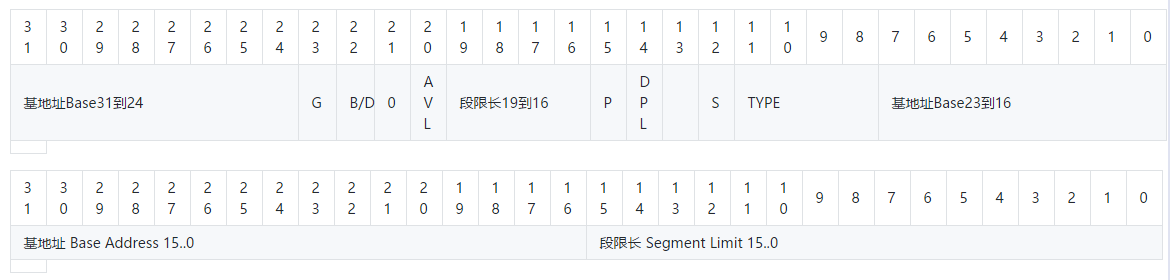 31 30 29 28 27 26 25 24 23 22 21 20 19 18 17 16 15 14 13 12 11 10 9 8 7 6 5 4 3 2 1 0
基地址Base31到24 G B/D 0 AVL 段限长19到16 P DPL S TYPE 基地址Base23到16
31 30 29 28 27 26 25 24 23 22 21 20 19 18 17 16 15 14 13 12 11 10 9 8 7 6 5 4 3 2 1 0
基地址 Base Address 15..0 段限长 Segment Limit 15..0